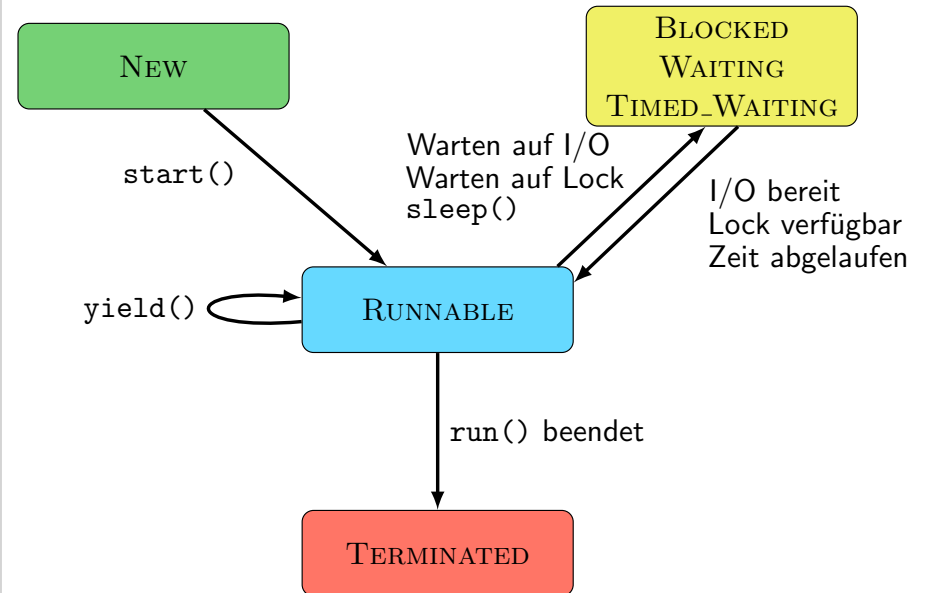 New
Blocked
Waiting
Timed_Waiting
start()
Warten auf I/O
Warten auf Lock
sleep()
I/O bereit
Lock verfügbar
Zeit abgelaufen
yield()
Runnable
run() beendet
Terminated